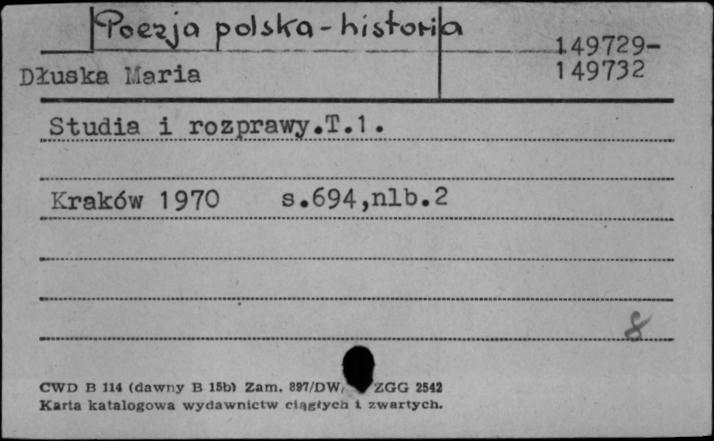 Poezja polska - historia
149729-
149732
Dłuska Maria
Studia i rozprawy.T.1.
Kraków 1970 s.694,nlb.2
8
CWD B 114 (dawny B 15b) Zam. 897/DW, ZGG 2542
Karta katalogowa wydawnictw ciągłych i zwartych.